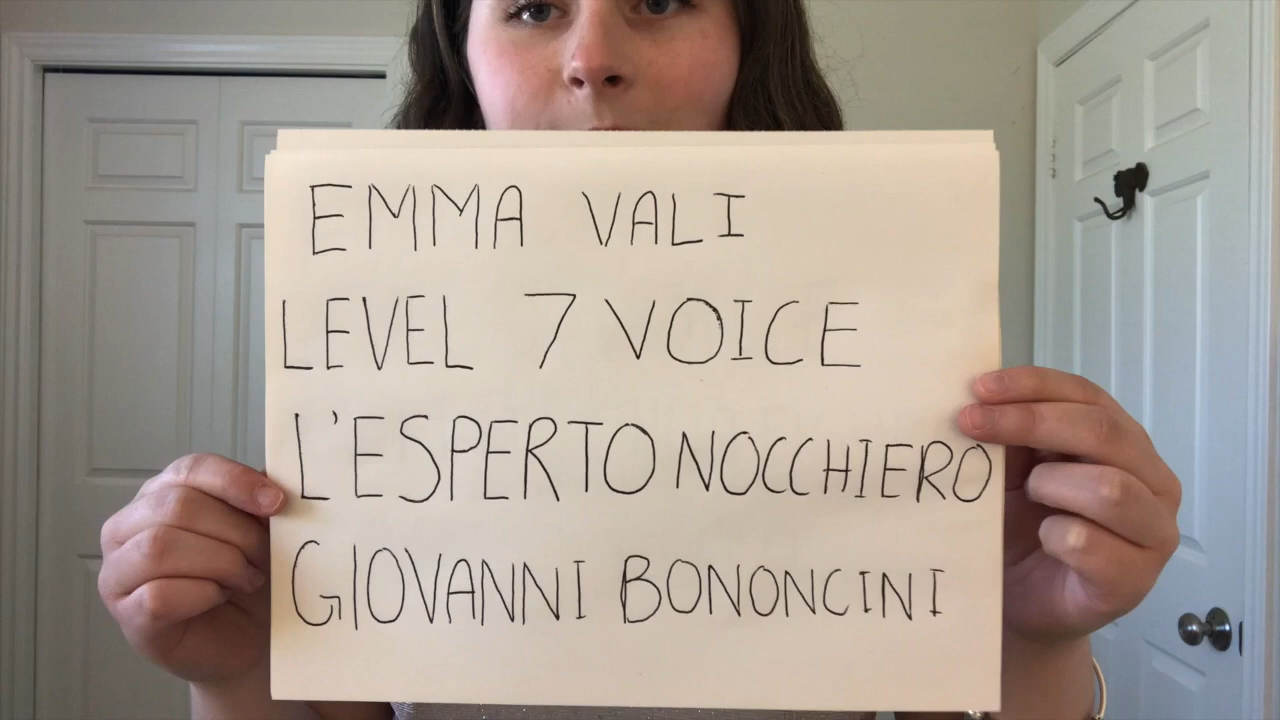 EMMA VALI
LEVEL 7 VOICE
L'ESPERTO NOCCHIERO
GIOVANNI BONONCINI